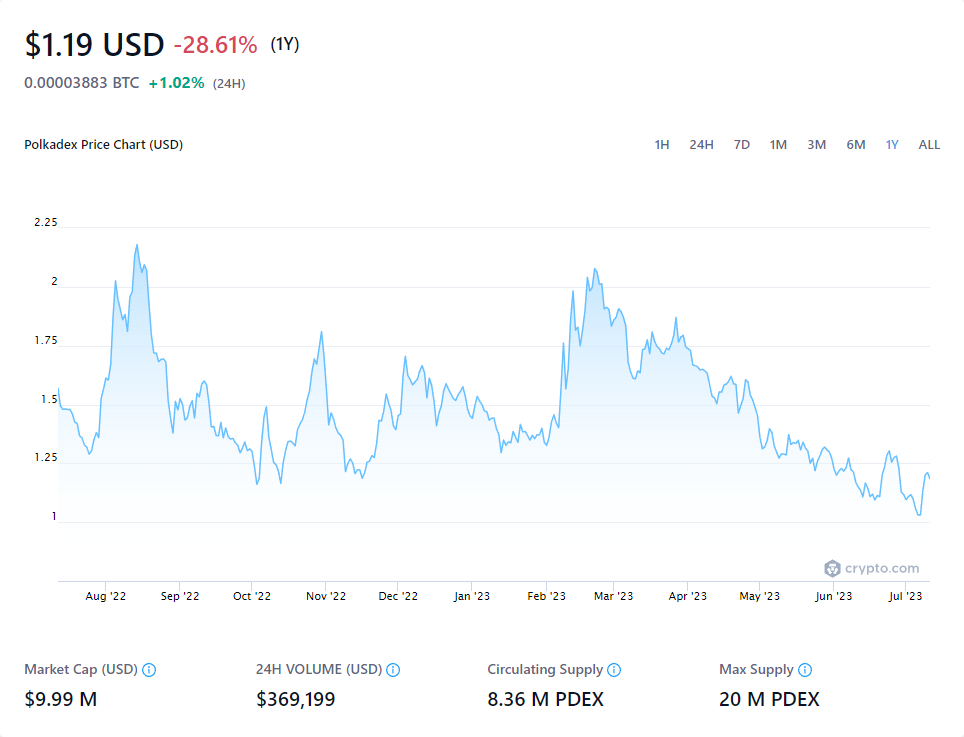 $1.19 USD -28.61% (1Y)
0.00003883 BTC +1.02% (24H)
Polkadex Price Chart (USD) 1H 24H 7D 1M 3M 6M 1Y ALL
2.25
2
1.75
1.5
1.25
1
crypto.com
Aug '22 Sep '22 Oct '22 Nov '22 Dec '22 Jan '23 Feb '23 Mar '23 Apr '23 May '23 Jun '23 Jul '23
Market Cap (USD) 24H VOLUME (USD) Circulating Supply Max Supply
$9.99 M $369,199 8.36 M PDEX 20 M PDEX